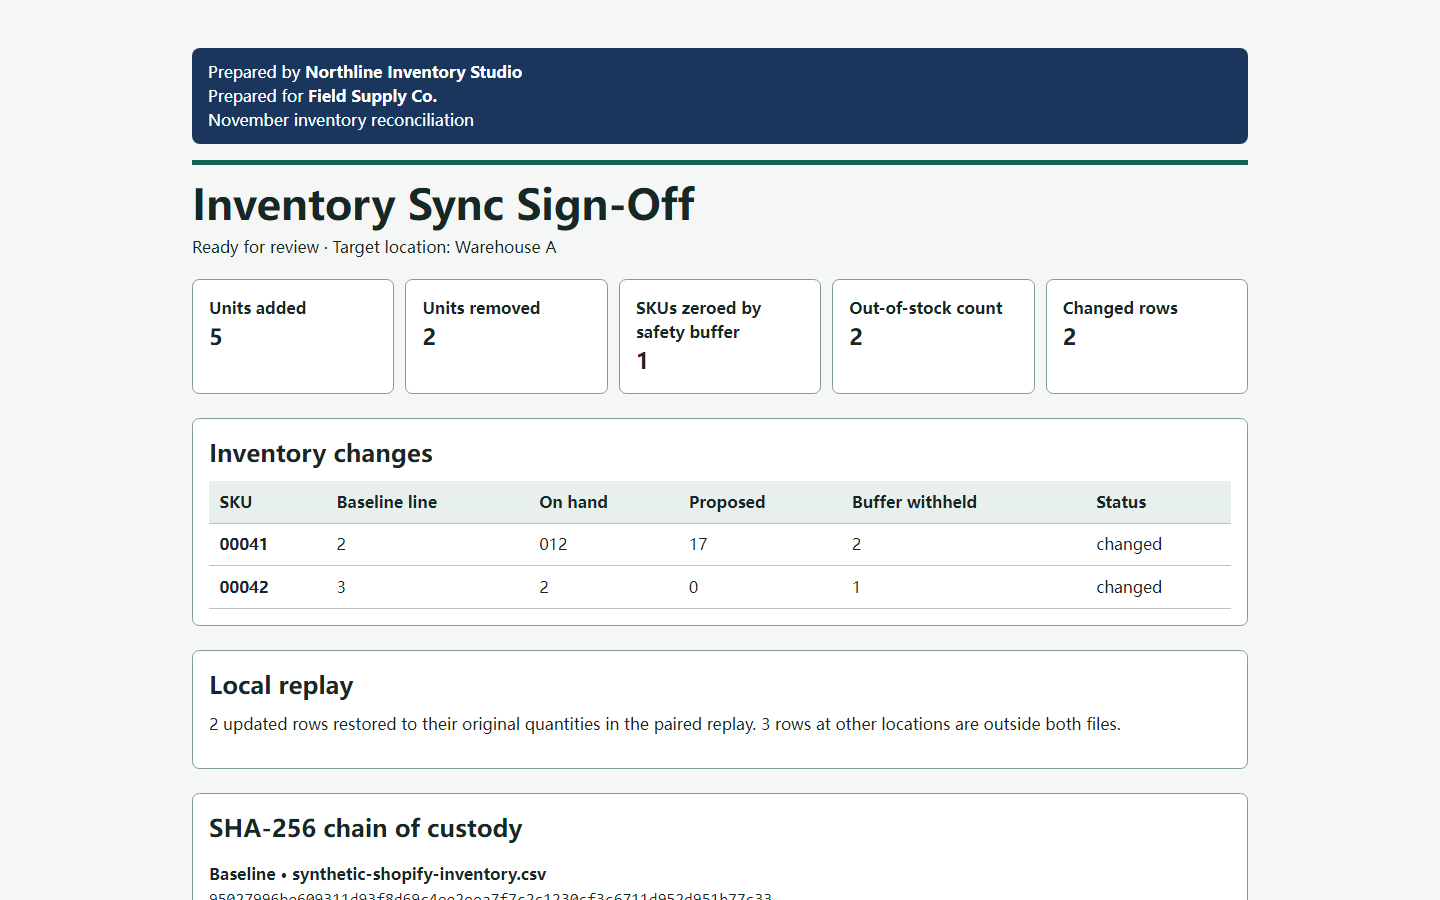 Prepared by Northline Inventory Studio
Prepared for Field Supply Co.
November inventory reconciliation
Inventory Sync Sign-Off
Ready for review · Target location: Warehouse A
Units added
5
Units removed
2
SKUs zeroed by
safety buffer
1
Out-of-stock count
2
Changed rows
2
Inventory changes
SKU Baseline line On hand Proposed Buffer withheld Status
00041 2 012 17 2 changed
00042 3 2 0 1 changed
Local replay
2 updated rows restored to their original quantities in the paired replay. 3 rows at other locations are outside both files.
SHA-256 chain of custody
Baseline • synthetic-shopify-inventory.csv